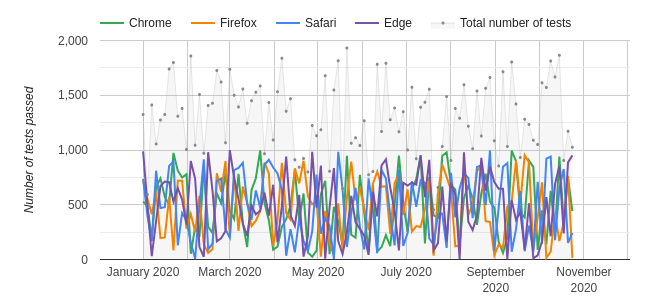 Chrome Firefox Safari Edge Total number of tests
Number of tests passed
2,000
1,500
1,000
500
0
January 2020 March 2020 May 2020 July 2020 September 2020 November 2020